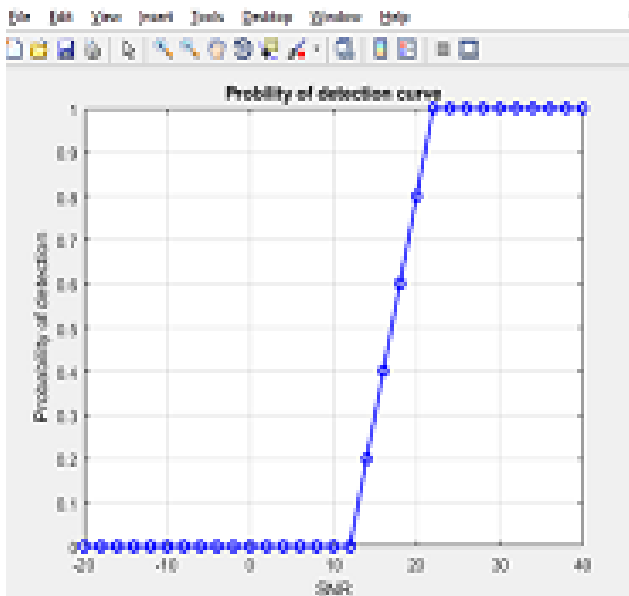 File Edit View Insert Tools Desktop Window Help
Probility of detection curve
1
0.9
0.8
0.7
0.6
0.5
0.4
0.3
0.2
0.1
0
Probability of detection
-20 -10 0 10 20 30 40
SNR